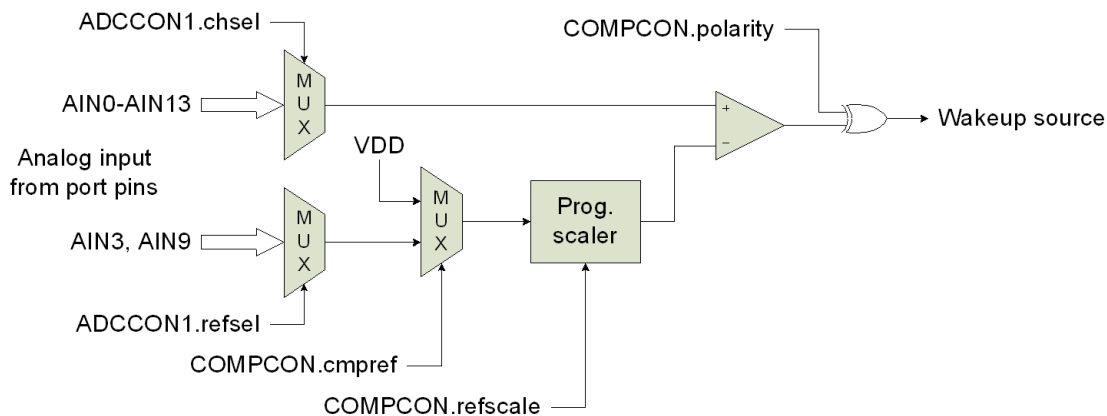 ADCCON1.chsel
COMPCON.polarity
M
U
X
AIN0-AIN13
+
Wakeup source
Analog input
from port pins
VDD
−
M
U
X
M
U
X
Prog.
scaler
AIN3, AIN9
ADCCON1.refsel
COMPCON.cmpref
COMPCON.refscale